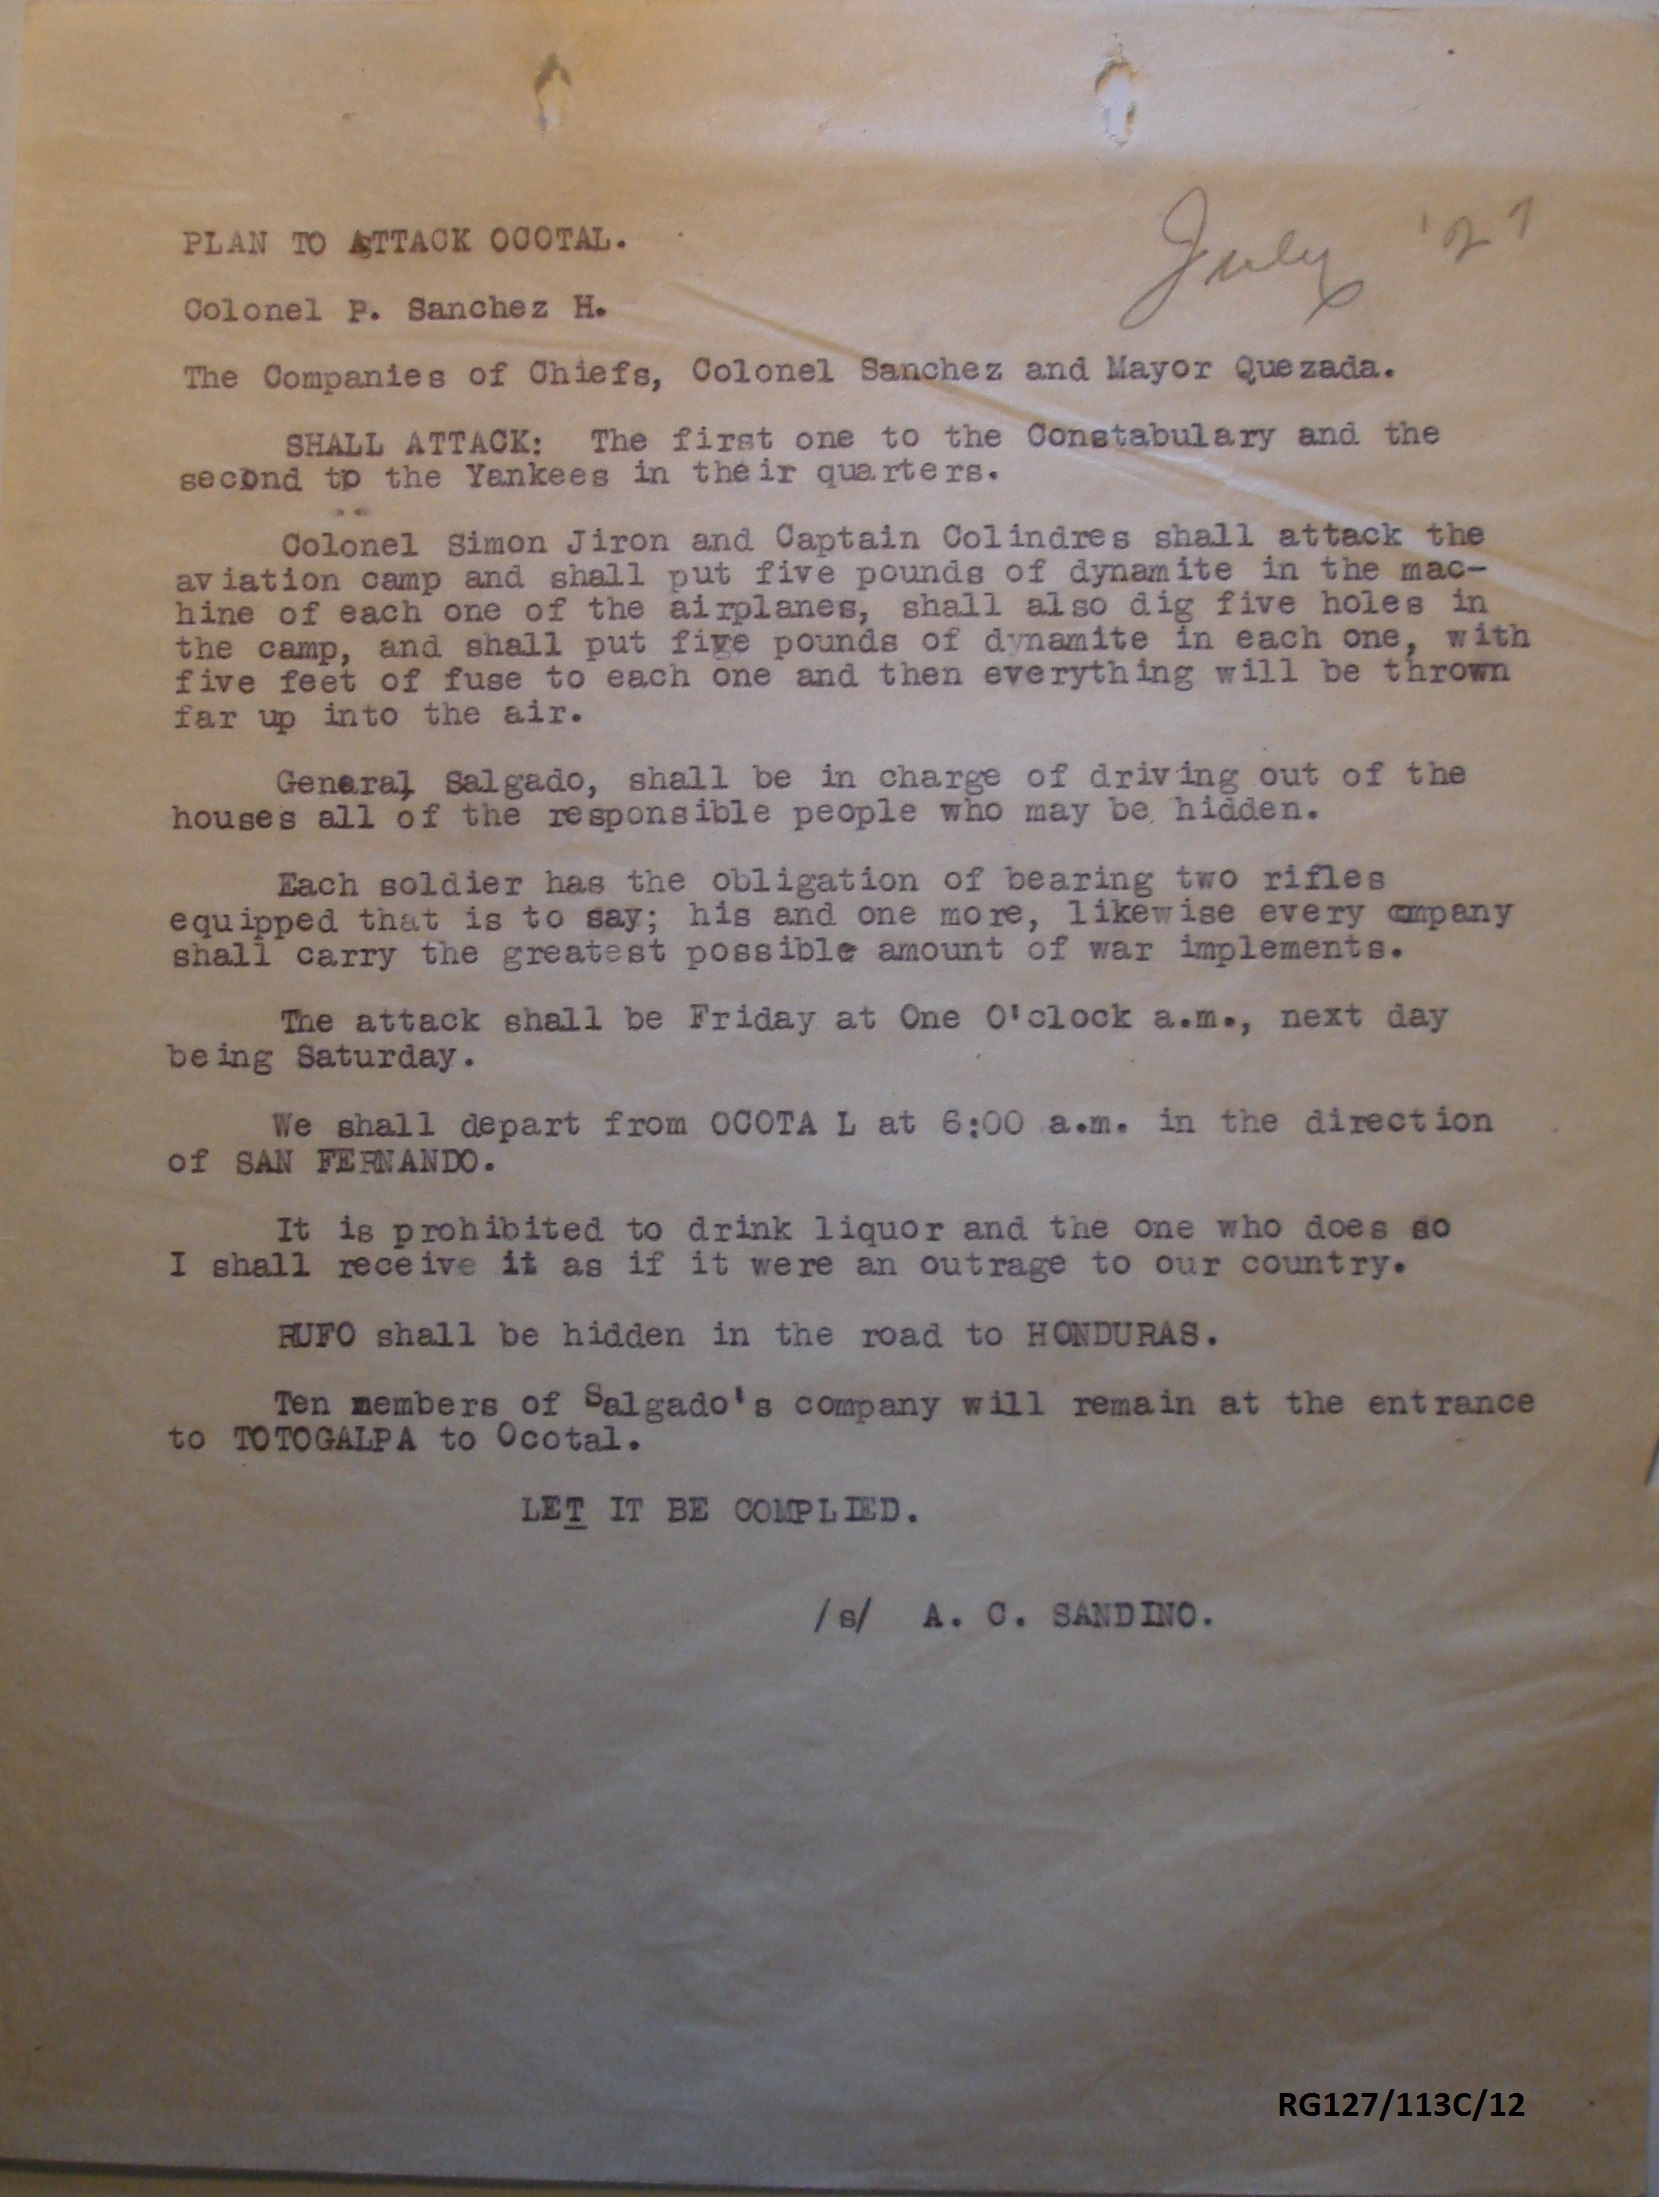 July '27
PLAN TO ATTACK OCOTAL.
Colonel P. Sanchez H.
The Companies of Chiefs, Colonel Sanchez and Mayor Quezada.
SHALL ATTACK: The first one to the Constabulary and the
second to the Yankees in their quarters.
Colonel Simon Jiron and Captain Colindres shall attack the
aviation camp and shall put five pounds of dynamite in the mac-
hine of each one of the airplanes, shall also dig five holes in
the camp, and shall put five pounds of dynamite in each one, with
five feet of fuse to each one and then everything will be thrown
far up into the air.
General Salgado, shall be in charge of driving out of the
houses all of the responsible people who may be hidden.
Each soldier has the obligation of bearing two rifles
equipped that is to say; his and one more, likewise every company
shall carry the greatest possible amount of war implements.
The attack shall be Friday at One O'clock a.m., next day
being Saturday.
We shall depart from OCOTA L at 6:00 a.m. in the direction
of SAN FERNANDO.
It is prohibited to drink liquor and the one who does so
I shall receive it as if it were an outrage to our country.
RUFO shall be hidden in the road to HONDURAS.
Ten members of Salgado's company will remain at the entrance
to TOTOGALPA to Ocotal.
LET IT BE COMPLIED.
/s/ A. C. SANDINO.
RG127/113C/12